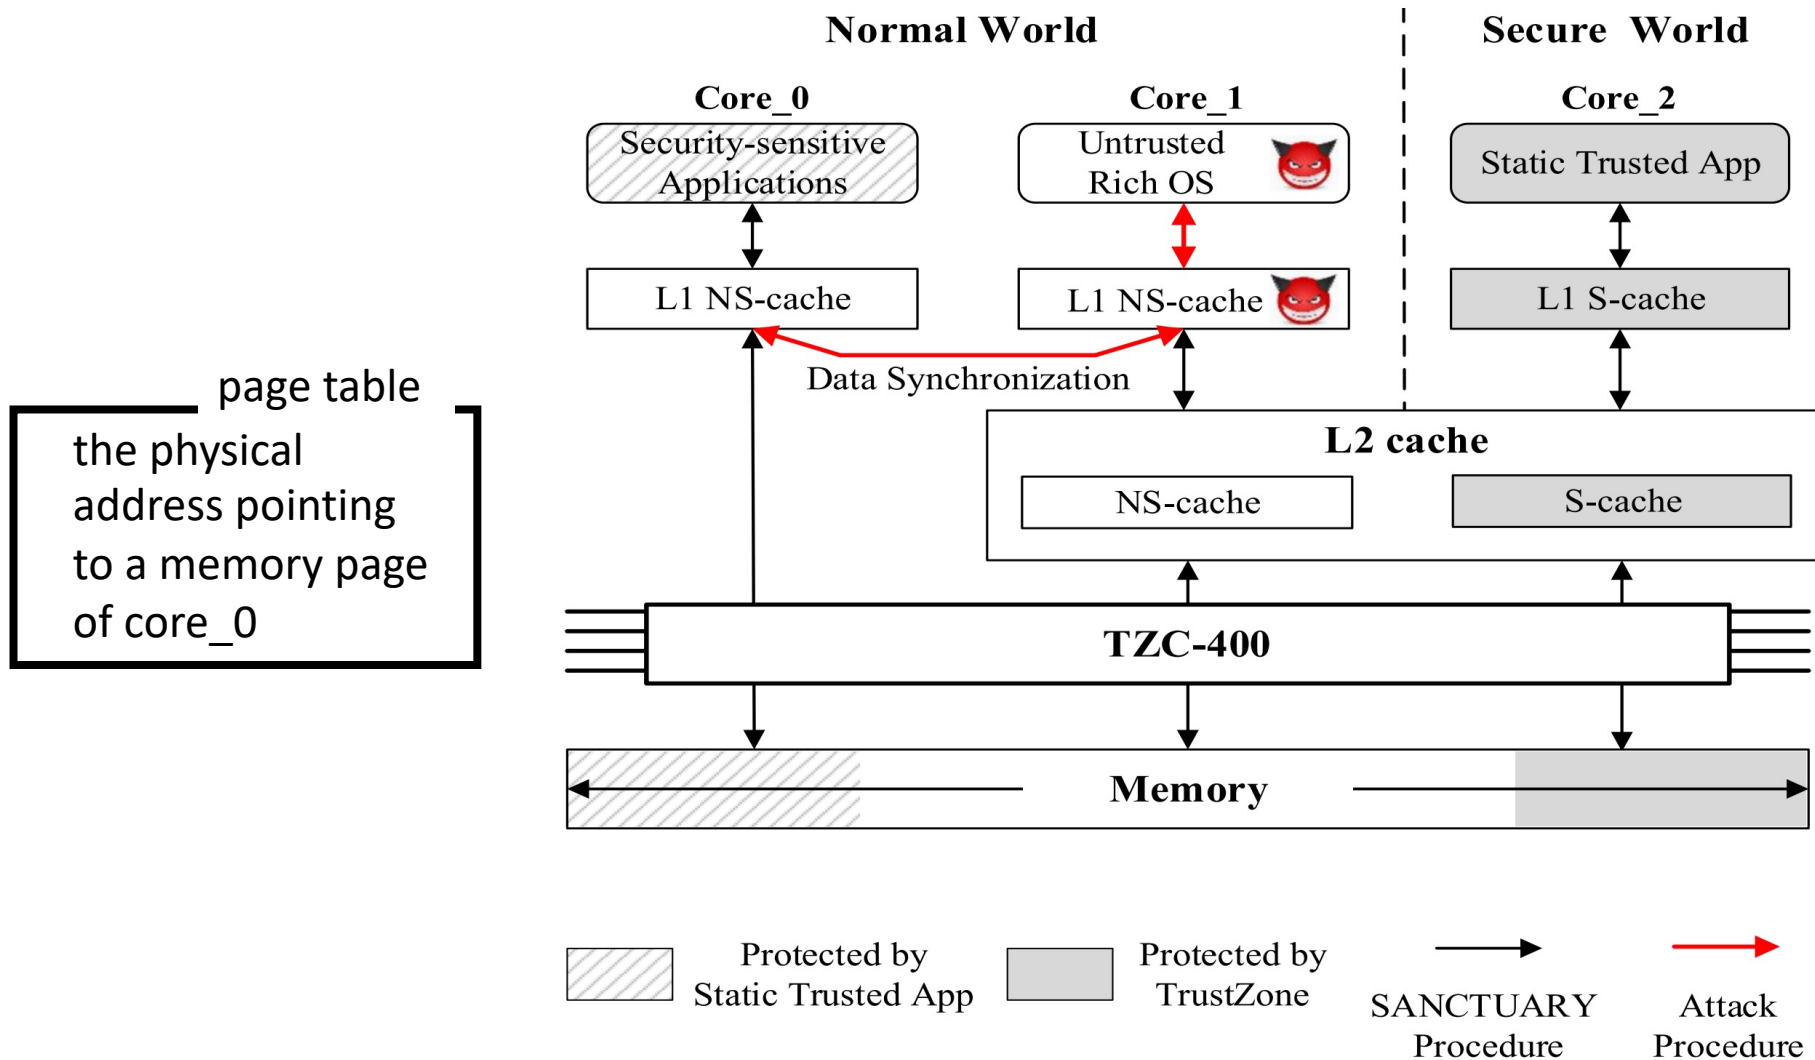 Normal World
Secure World
Core_0
Core_1
Core_2
Security-sensitive
Applications
Untrusted
Rich OS
Static Trusted App
L1 NS-cache
L1 NS-cache
L1 S-cache
Data Synchronization
page table
the physical
address pointing
to a memory page
of core_0
L2 cache
NS-cache
S-cache
TZC-400
Memory
Protected by
Static Trusted App
Protected by
TrustZone
SANCTUARY
Procedure
Attack
Procedure